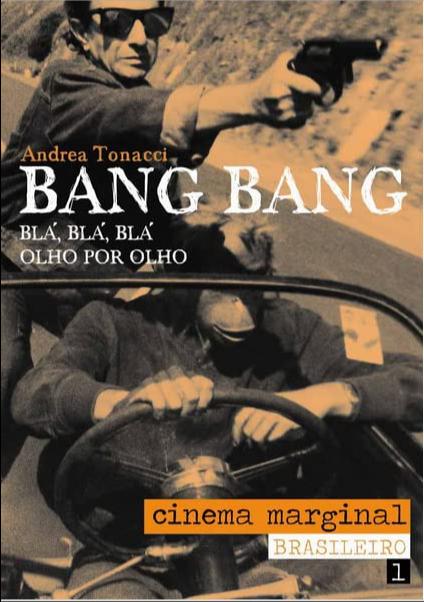 Andrea Tonacci
BANG BANG
BLÁ, BLÁ, BLÁ
OLHO POR OLHO
cinema marginal
BRASILEIRO
1